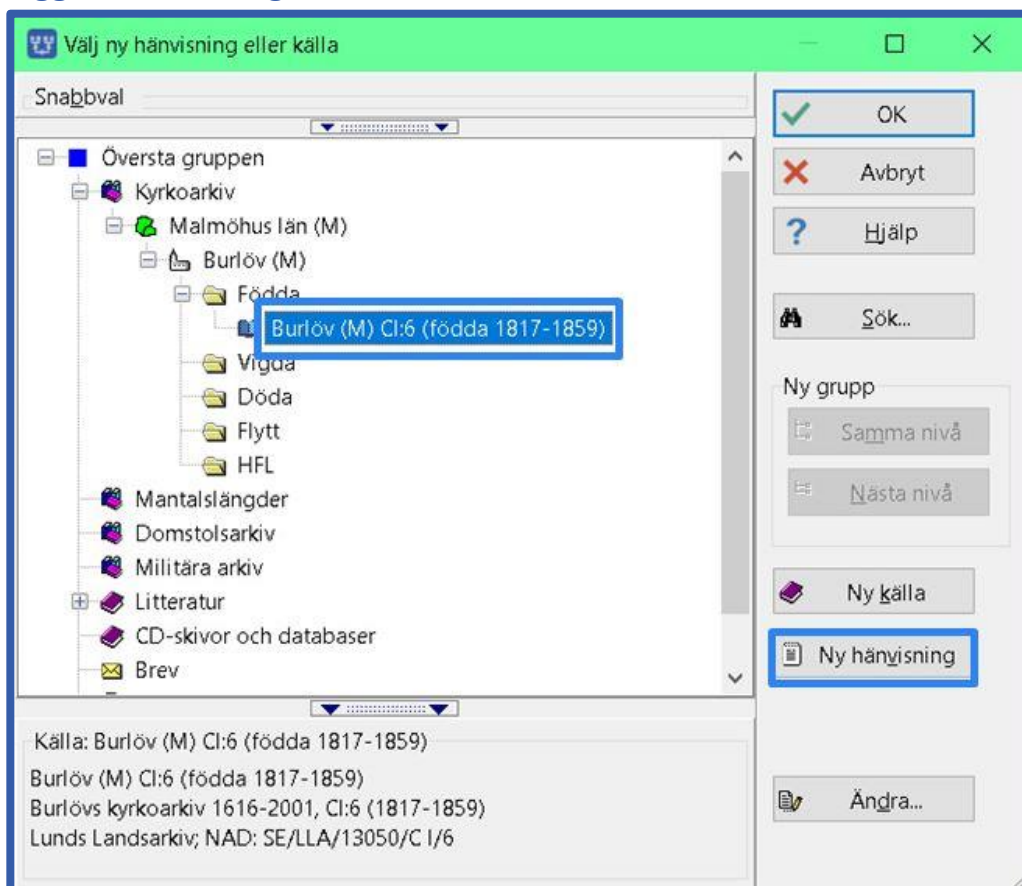 Välj ny hänvisning eller källa
Snabbval
Översta gruppen
Kyrkoarkiv
Malmöhus län (M)
Burlöv (M)
Födda
Burlöv (M) CI:6 (födda 1817-1859)
Vigda
Döda
Flytt
HFL
Mantalslängder
Domstolsarkiv
Militära arkiv
Litteratur
CD-skivor och databaser
Brev
Källa: Burlöv (M) CI:6 (födda 1817-1859)
Burlöv (M) CI:6 (födda 1817-1859)
Burlövs kyrkoarkiv 1616-2001, CI:6 (1817-1859)
Lunds Landsarkiv; NAD: SE/LLA/13050/C I/6
OK
Avbryt
Hjälp
Sök...
Ny grupp
Samma nivå
Nästa nivå
Ny källa
Ny hänvisning
Ändra...